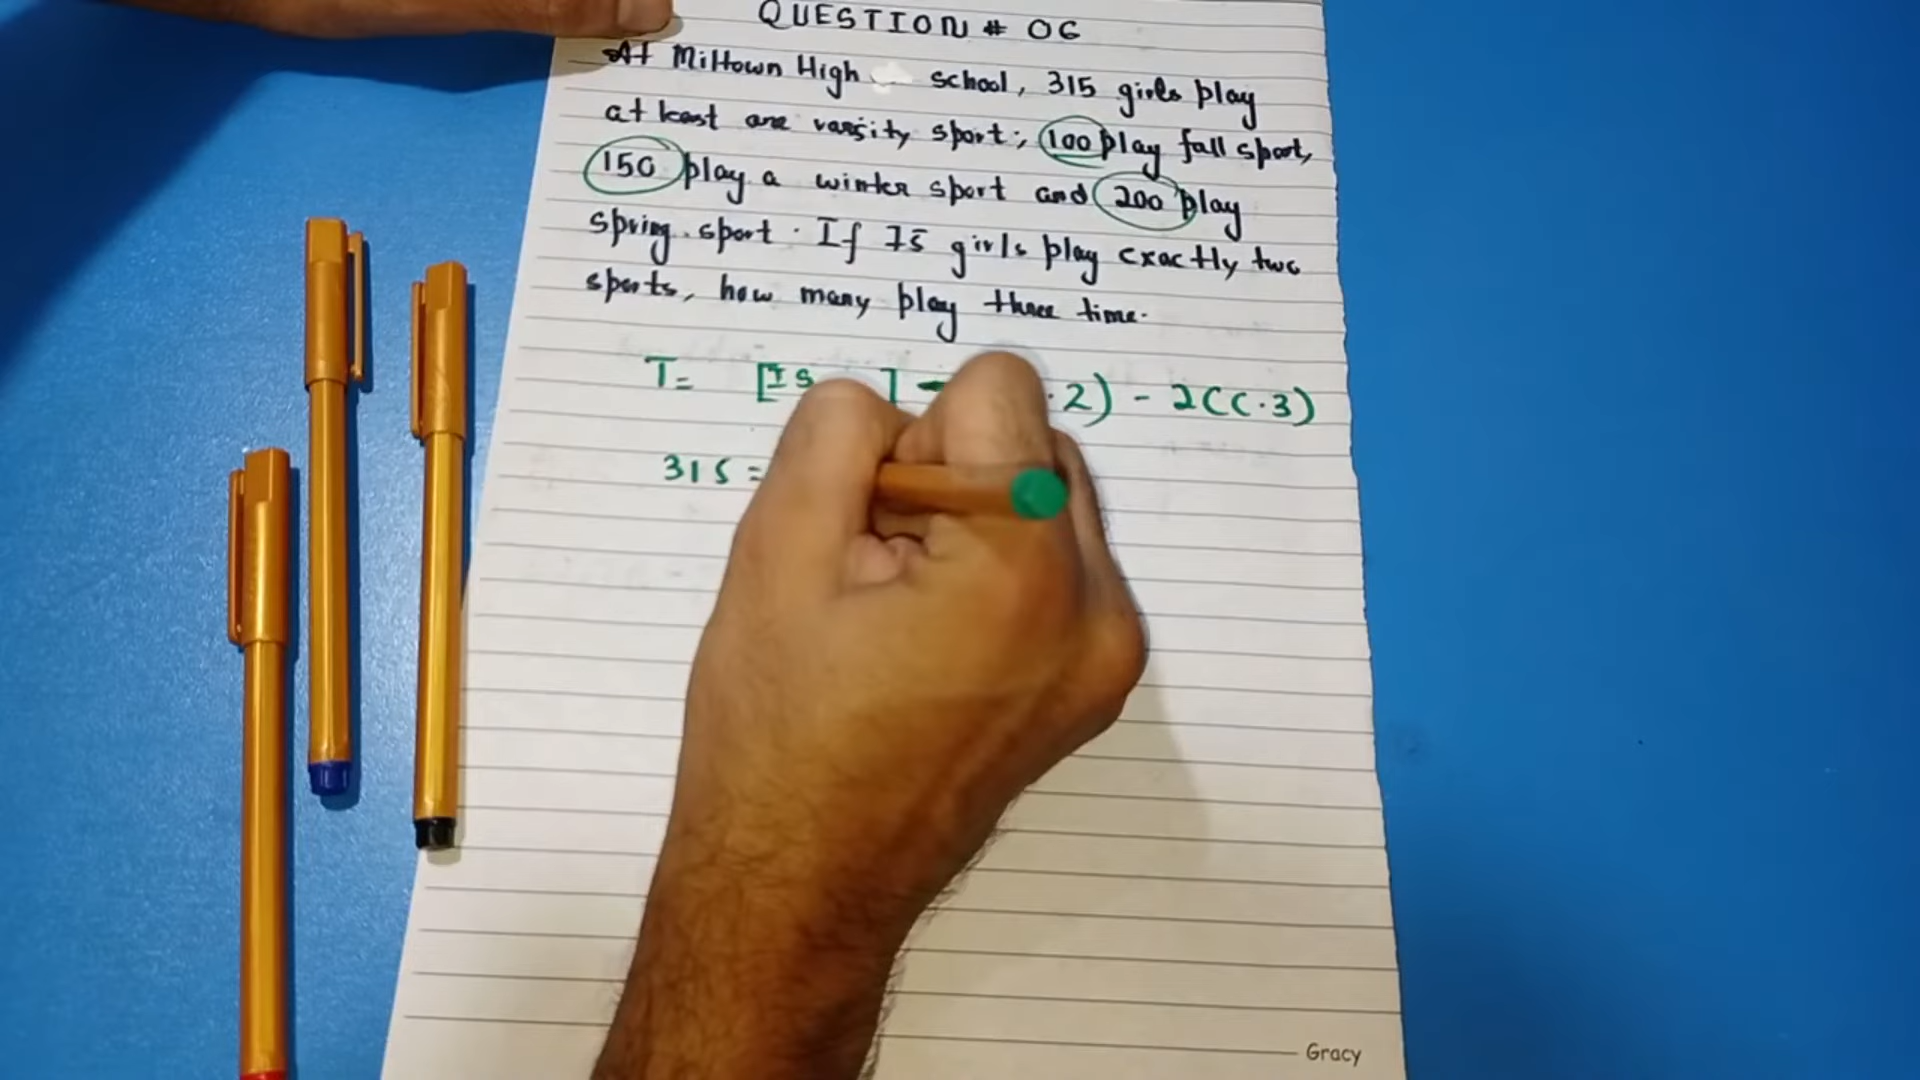 QUESTION # 06
At Milltown High school, 315 girls play
at least one varsity sport; 100 play fall sport,
150 play a winter sport and 200 play
spring sport. If 75 girls play exactly two
sports, how many play three time.
T= [IS ] - .2) - 2(C.3)
315 =
Gracy